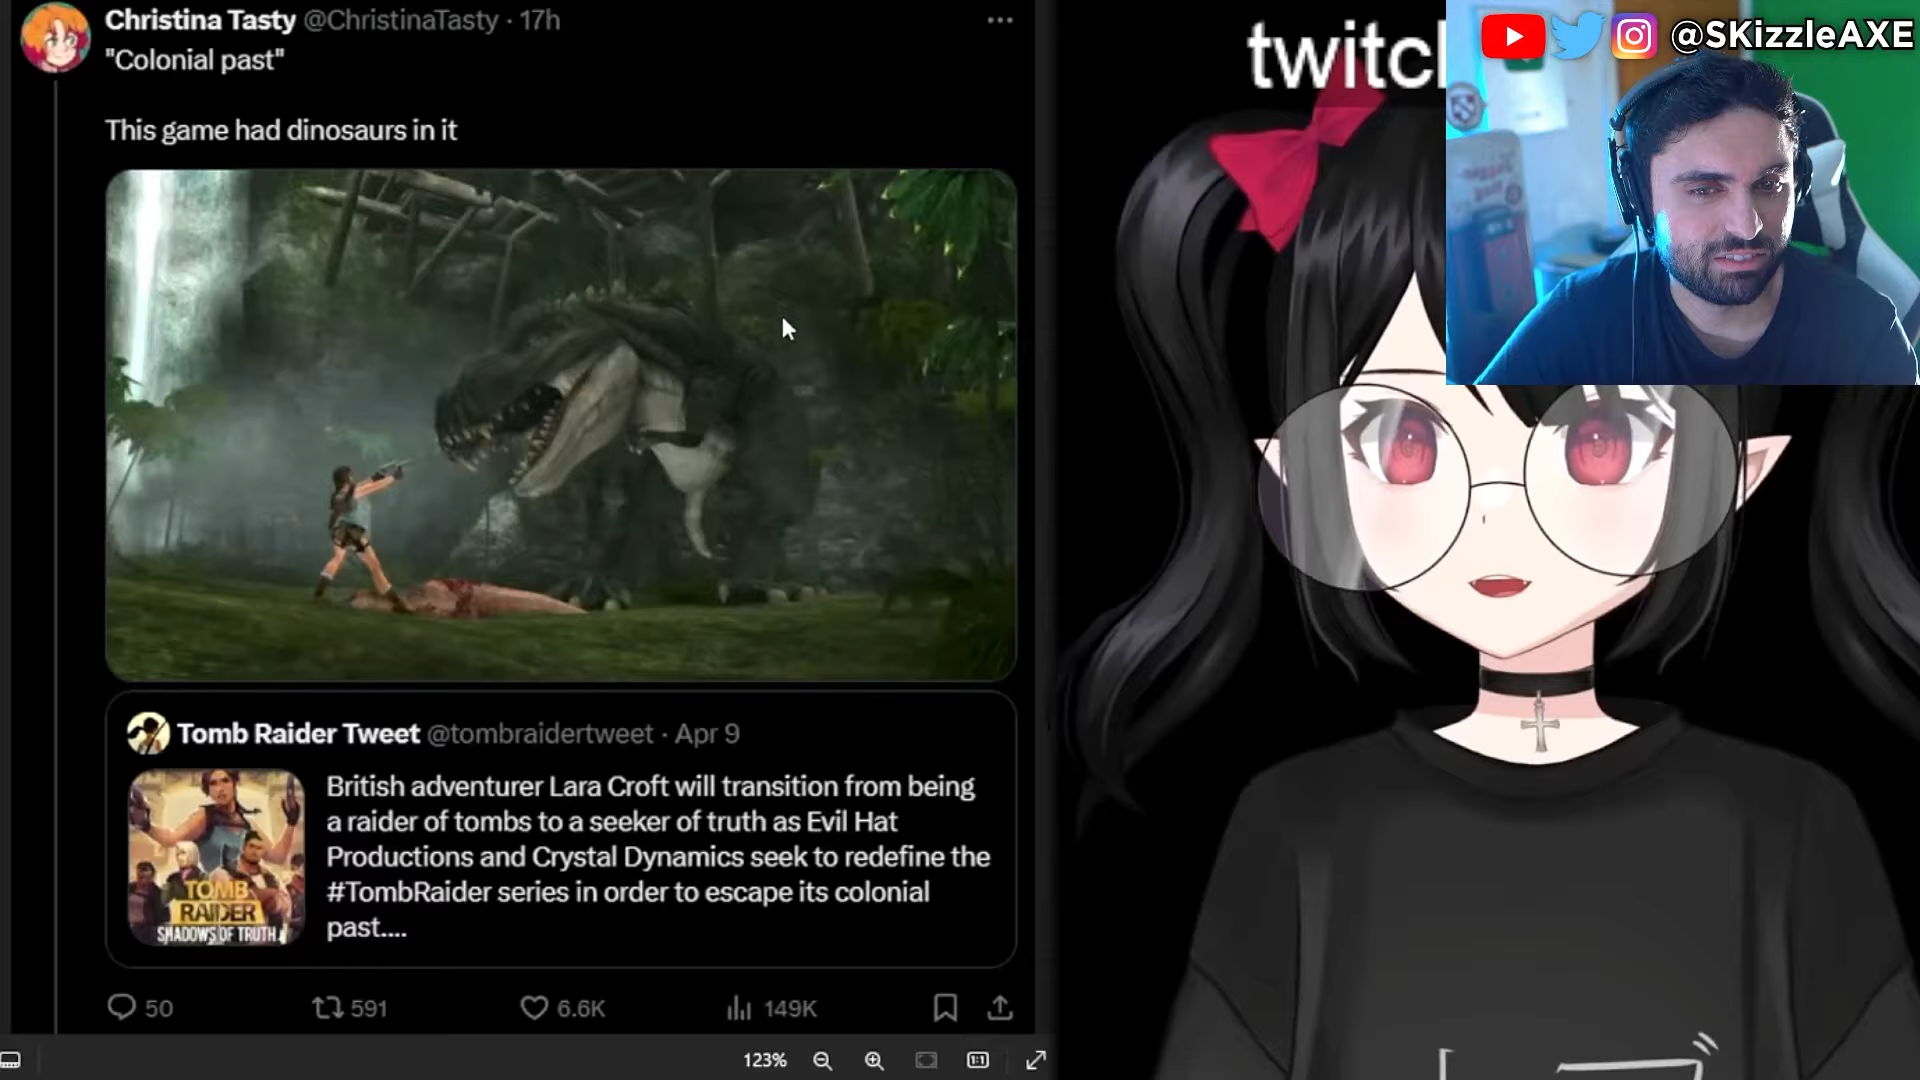 Christina Tasty @ChristinaTasty · 17h
"Colonial past"
This game had dinosaurs in it
Tomb Raider Tweet @tombraidertweet · Apr 9
British adventurer Lara Croft will transition from being
a raider of tombs to a seeker of truth as Evil Hat
Productions and Crystal Dynamics seek to redefine the
#TombRaider series in order to escape its colonial
past....
TOMB
RAIDER
SHADOWS OF TRUTH
50
591
6.6K
149K
123%
1:1
twitc
@SKizzleAXE